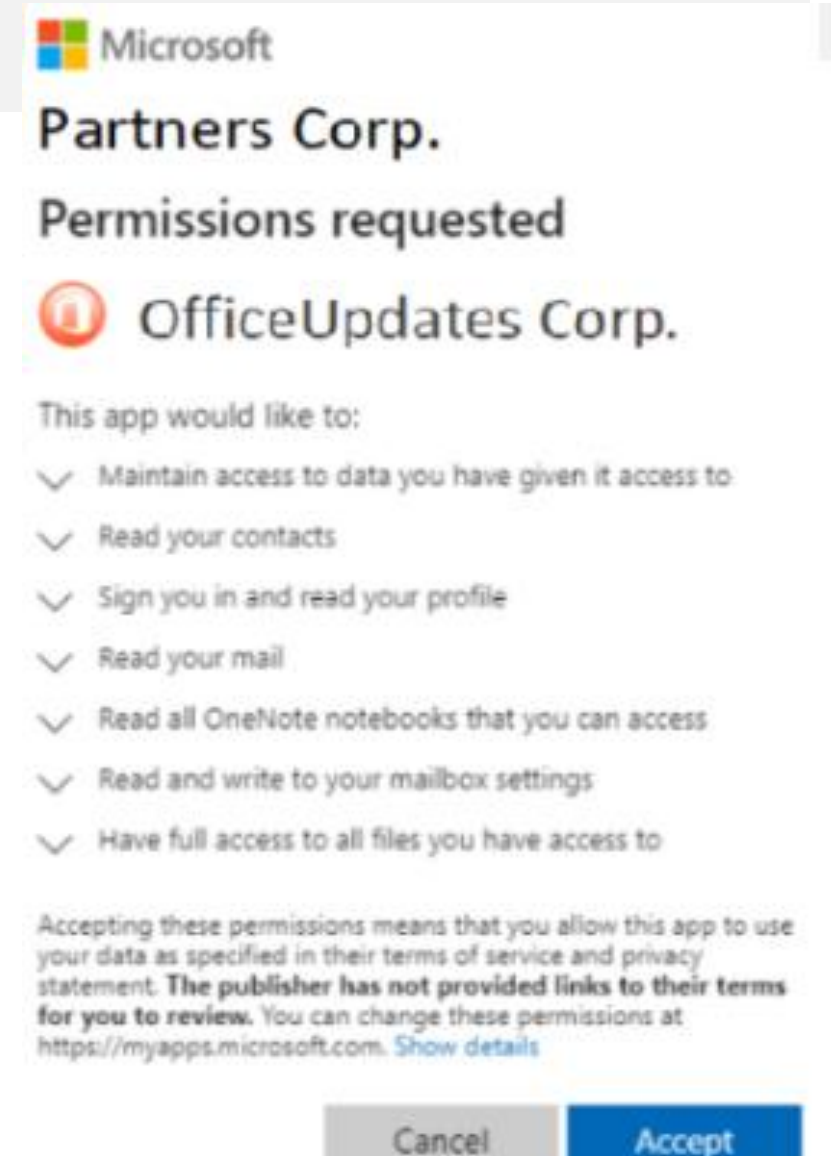 Microsoft
Partners Corp.
Permissions requested
OfficeUpdates Corp.
This app would like to:
Maintain access to data you have given it access to
Read your contacts
Sign you in and read your profile
Read your mail
Read all OneNote notebooks that you can access
Read and write to your mailbox settings
Have full access to all files you have access to
Accepting these permissions means that you allow this app to use
your data as specified in their terms of service and privacy
statement. The publisher has not provided links to their terms
for you to review. You can change these permissions at
https://myapps.microsoft.com. Show details
Cancel
Accept